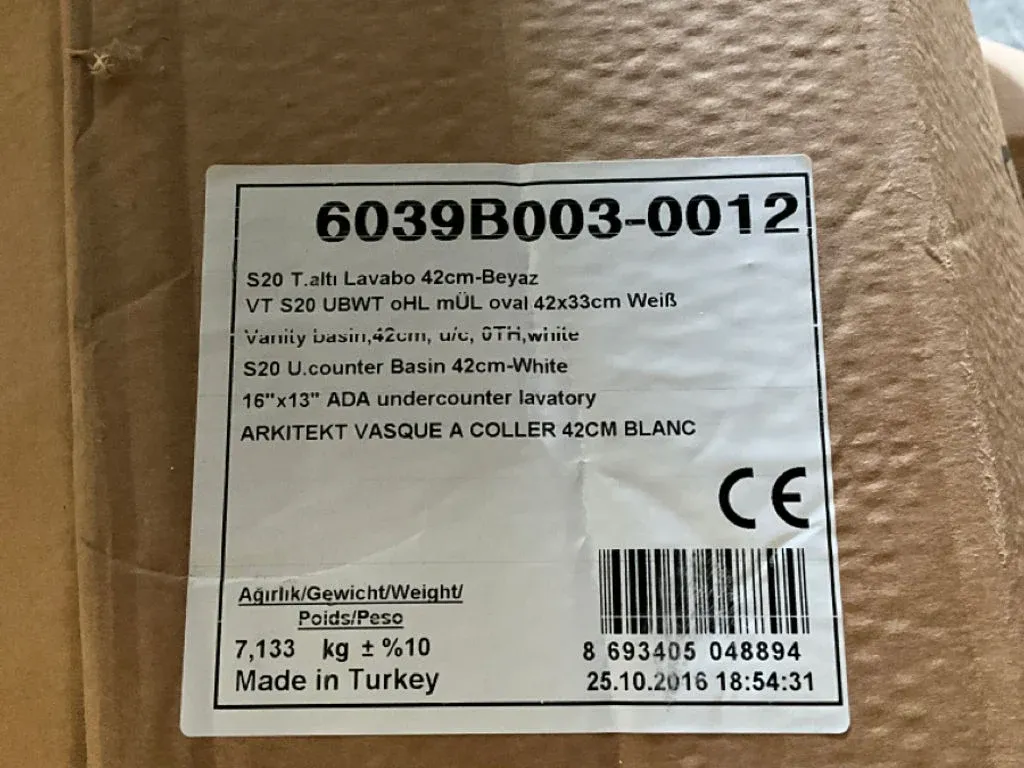 6039B003-0012
S20 T.altı Lavabo 42cm-Beyaz
VT S20 UBWT oHL mÜL oval 42x33cm Weiß
Vanity basin,42cm, u/c, 0TH,white
S20 U.counter Basin 42cm-White
16"x13" ADA undercounter lavatory
ARKITEKT VASQUE A COLLER 42CM BLANC
CE
Ağırlık/Gewicht/Weight/
Poids/Peso
7,133 kg ± %10
Made in Turkey
8 693405 048894
25.10.2016 18:54:31